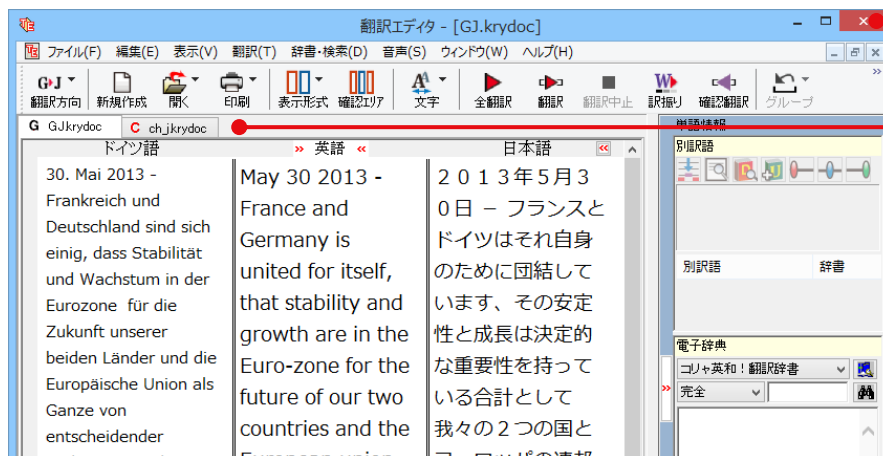 翻訳エディタ - [GJ.krydoc]
ファイル(F) 編集(E) 表示(V) 翻訳(T) 辞書・検索(D) 音声(S) ウィンドウ(W) ヘルプ(H)
翻訳方向 新規作成 開く 印刷 表示形式 確認エリア 文字 全翻訳 翻訳 翻訳中止 訳振り 確認翻訳 グループ
G GJkrydoc C ch_jkrydoc
ドイツ語
30. Mai 2013 -
Frankreich und
Deutschland sind sich
einig, dass Stabilität
und Wachstum in der
Eurozone für die
Zukunft unserer
beiden Länder und die
Europäische Union als
Ganze von
entscheidender
» 英語 «
May 30 2013 -
France and
Germany is
united for itself,
that stability and
growth are in the
Euro-zone for the
future of our two
countries and the
European union
日本語 «
２０１３年５月３
０日 － フランスと
ドイツはそれ自身
のために団結して
います、その安定
性と成長は決定的
な重要性を持って
いる合計として
我々の２つの国と
ヨーロッパの連邦
単語情報
別訳語
別訳語 辞書
電子辞典
コリャ英和！翻訳辞書
完全